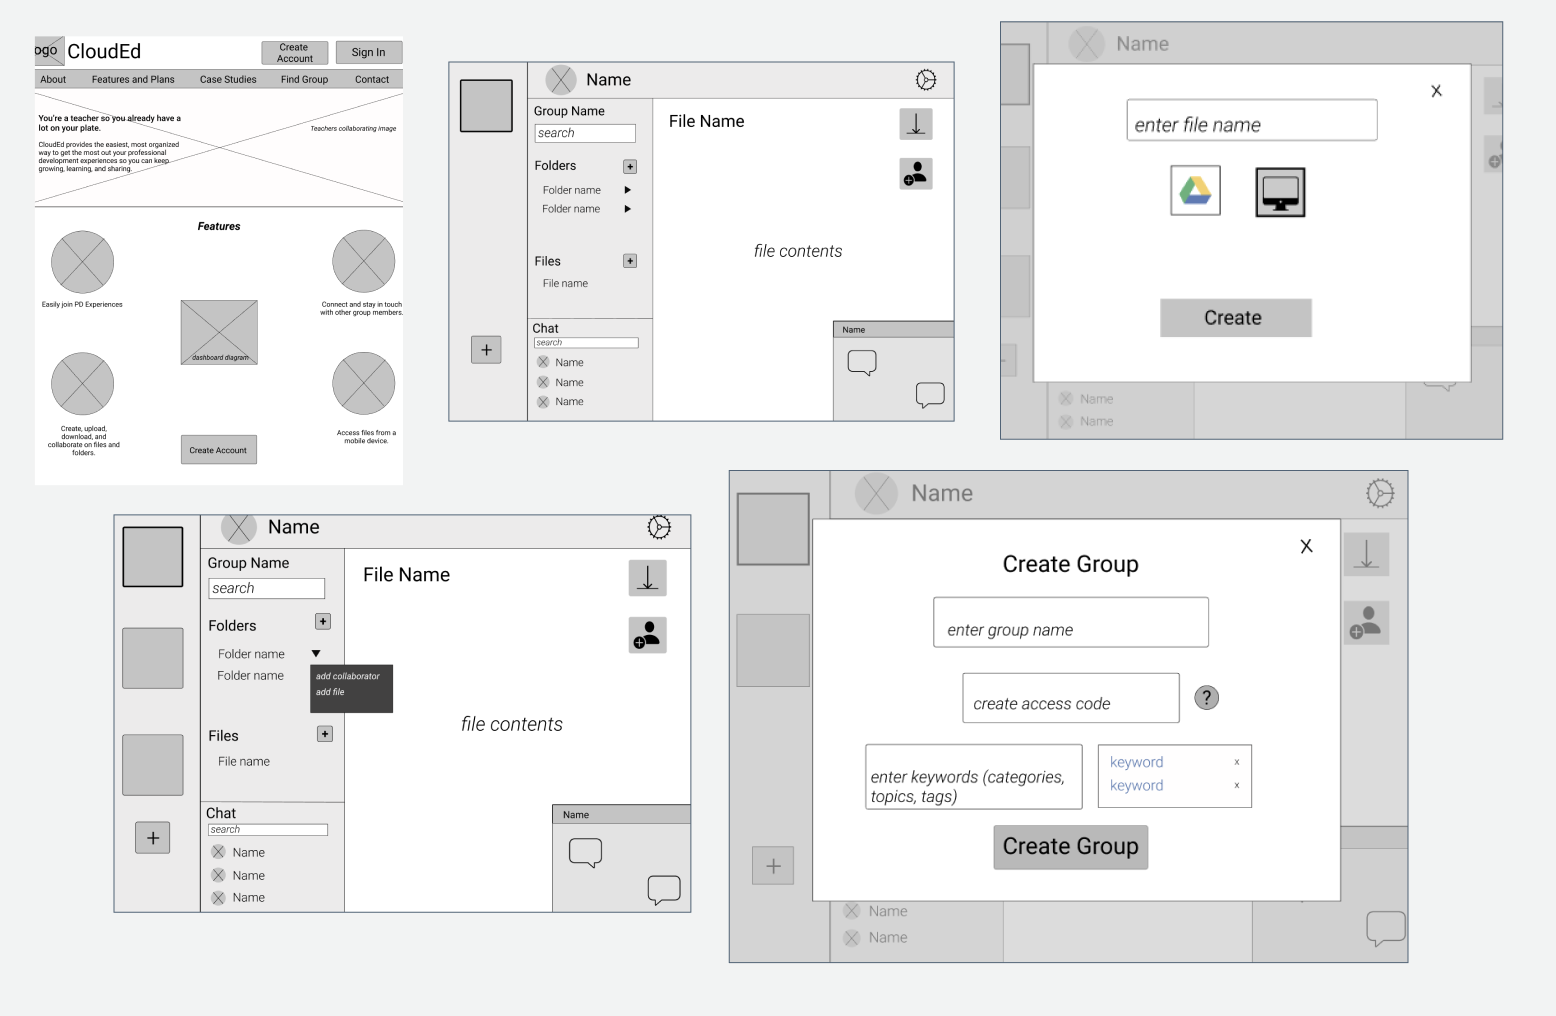 ogo CloudEd
Create
Account
Sign In
About Features and Plans Case Studies Find Group Contact
You're a teacher so you already have a
lot on your plate.
CloudEd provides the easiest, most organized
way to get the most out your professional
development experiences so you can keep
growing, learning, and sharing.
Teachers collaborating image
Features
Easily join PD Experiences
Connect and stay in touch
with other group members.
dashboard diagram
Create, upload,
download, and
collaborate on files and
folders.
Access files from a
mobile device.
Create Account
Name
Group Name
search
Folders +
Folder name
Folder name
Files +
File name
Chat
search
Name
Name
Name
+
File Name
file contents
Name
Name
x
enter file name
Create
Name
Name
Name
Group Name
search
Folders +
Folder name
Folder name
add collaborator
add file
Files +
File name
Chat
search
Name
Name
Name
+
File Name
file contents
Name
Name
X
Create Group
enter group name
create access code
?
enter keywords (categories,
topics, tags)
keyword x
keyword x
Create Group
+
Name
Name